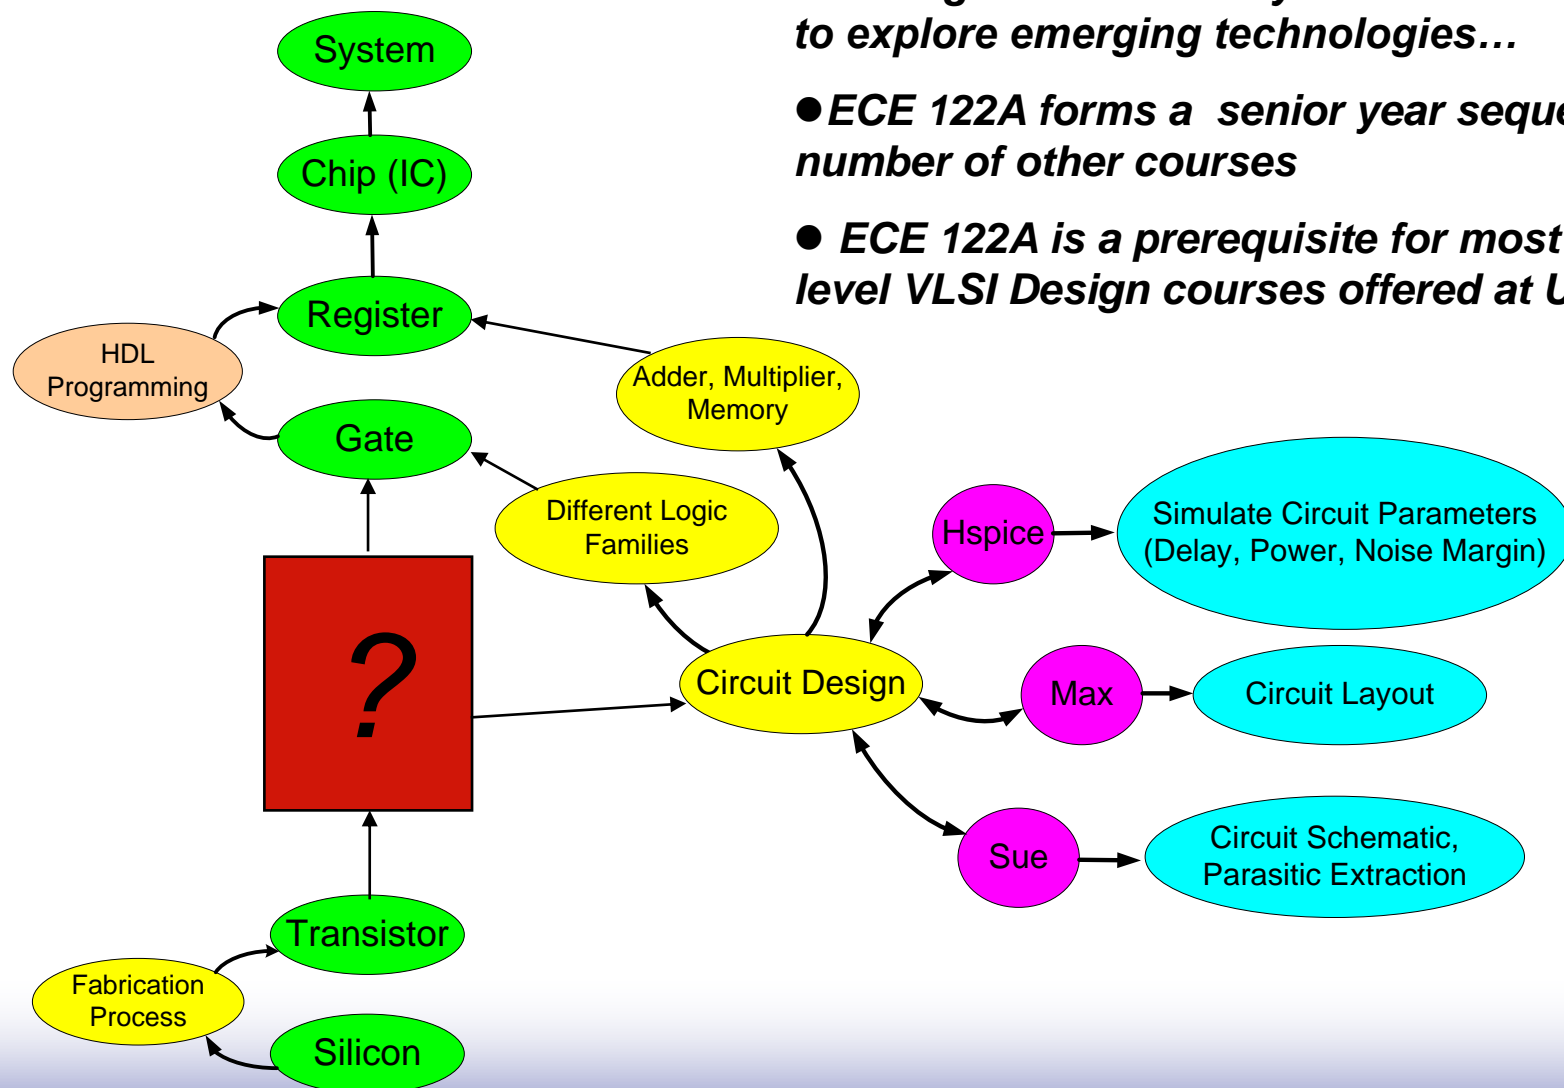 to explore emerging technologies…
●ECE 122A forms a senior year
number of other courses
● ECE 122A is a prerequisite for most
level VLSI Design courses offered at
System
Chip (IC)
Register
HDL
Programming
Adder, Multiplier,
Memory
Gate
Different Logic
Families
Hspice
Simulate Circuit Parameters
(Delay, Power, Noise Margin)
?
Circuit Design
Max
Circuit Layout
Sue
Circuit Schematic,
Parasitic Extraction
Transistor
Fabrication
Process
Silicon